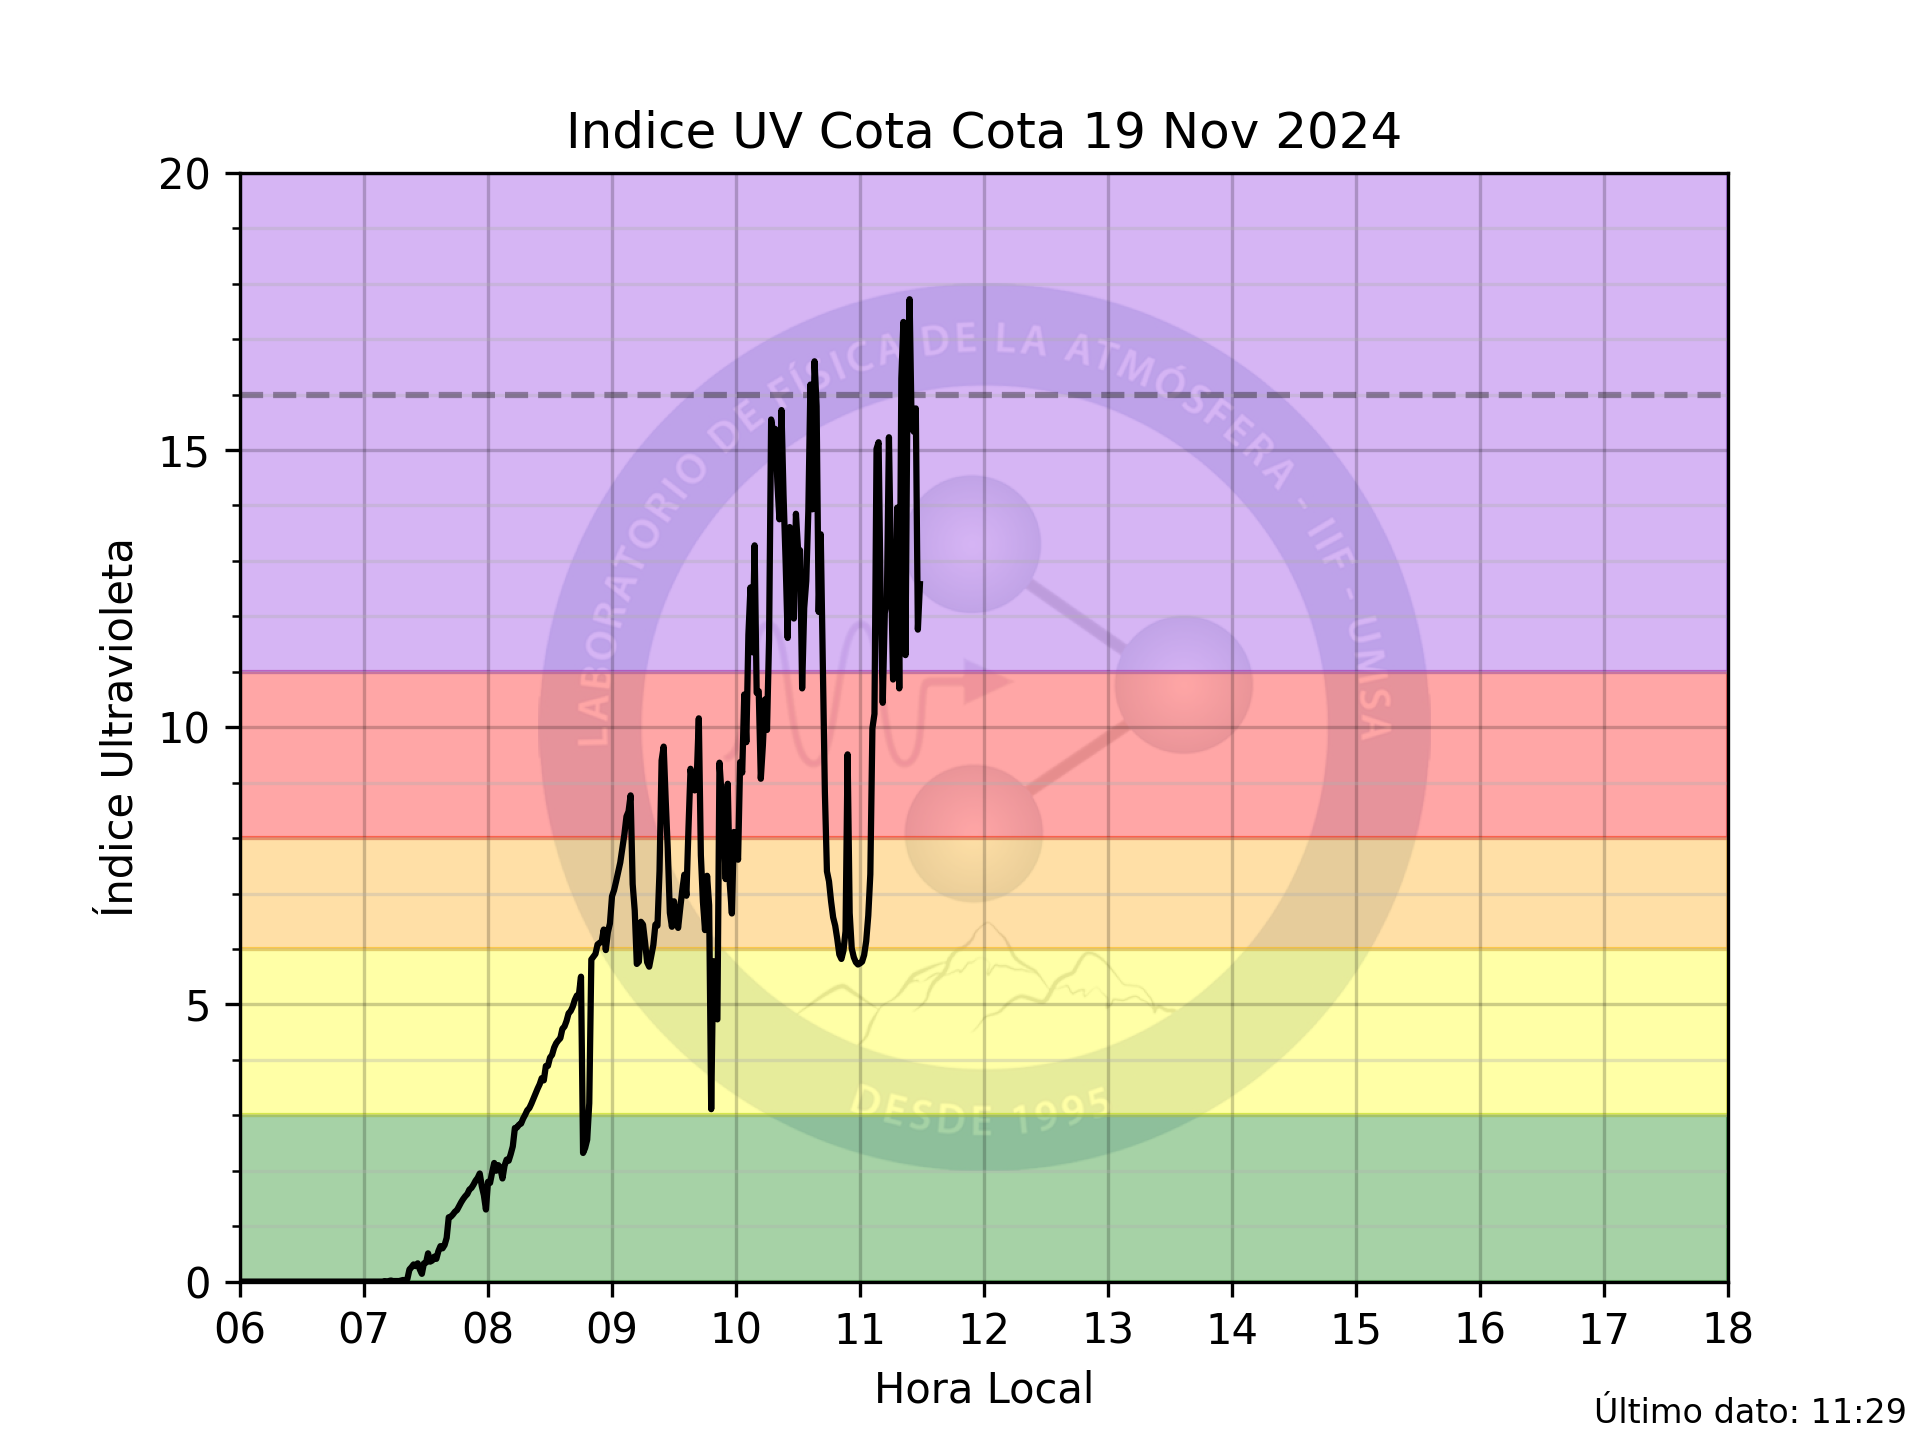 Indice UV Cota Cota 19 Nov 2024
20
15
10
5
0
Índice Ultravioleta
LABORATORIO DE FÍSICA DE LA ATMÓSFERA - IIF - UMSA
DESDE 1995
06 07 08 09 10 11 12 13 14 15 16 17 18
Hora Local
Último dato: 11:29